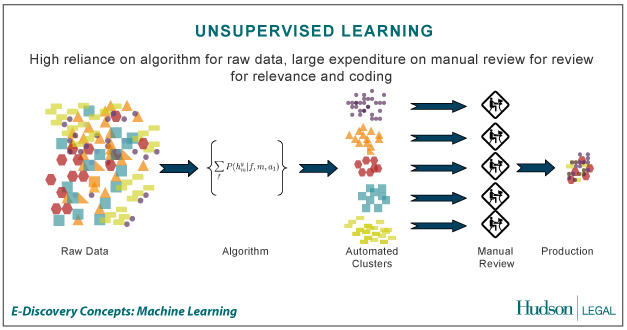 UNSUPERVISED LEARNING
High reliance on algorithm for raw data, large expenditure on manual review for review
for relevance and coding
Raw Data
Algorithm
Automated
Clusters
Manual
Review
Production
E-Discovery Concepts: Machine Learning
Hudson LEGAL